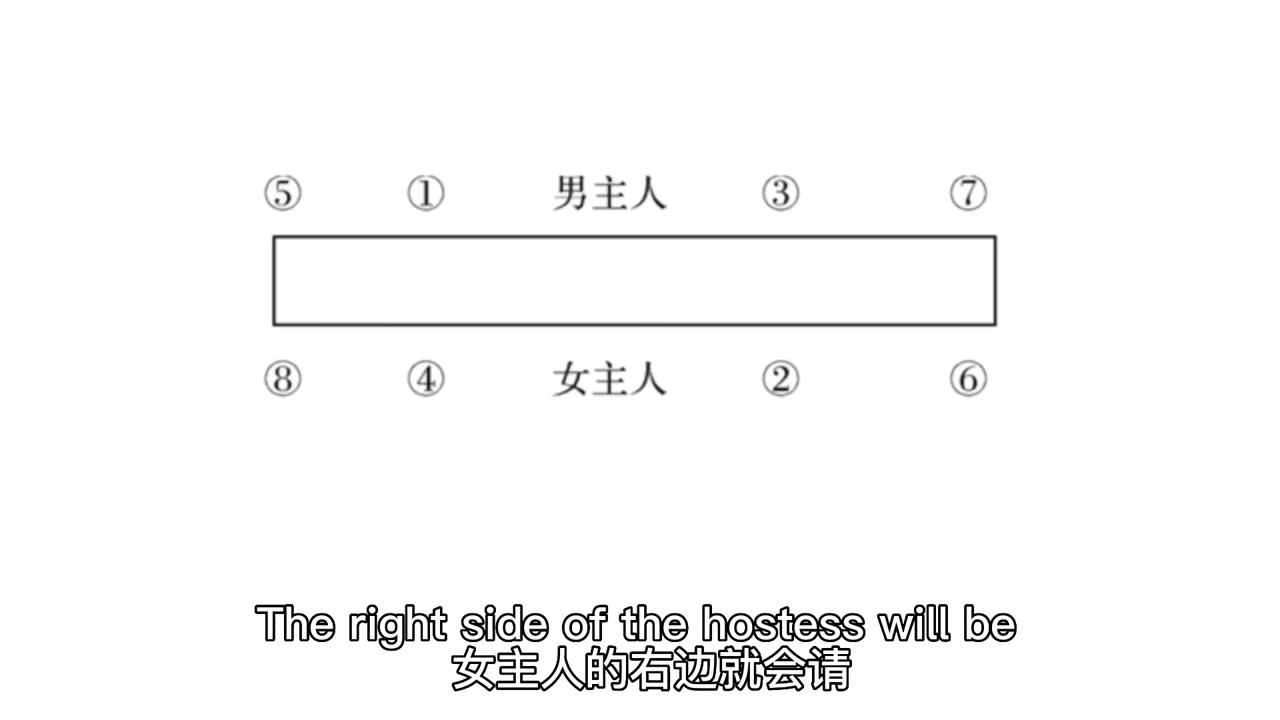 ⑤ ① 男主人 ③ ⑦
⑧ ④ 女主人 ② ⑥
The right side of the hostess will be
女主人的右边就会请